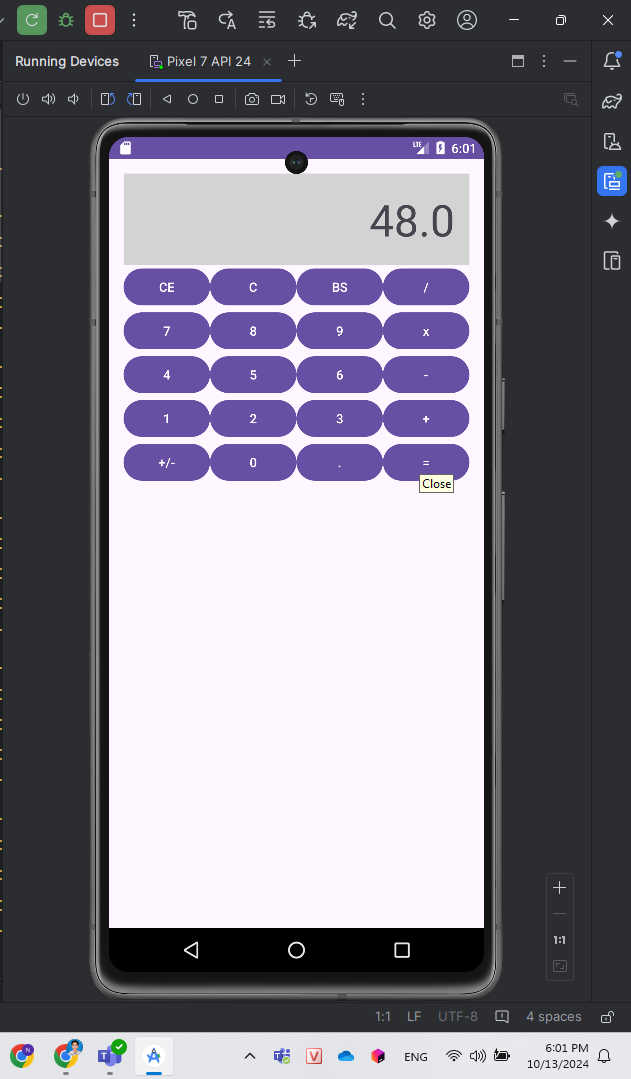 Running Devices
Pixel 7 API 24
LTE 6:01
48.0
CE C BS /
7 8 9 x
4 5 6 -
1 2 3 +
+/- 0 . =
Close
1:1
1:1 LF UTF-8 4 spaces
ENG
6:01 PM
10/13/2024